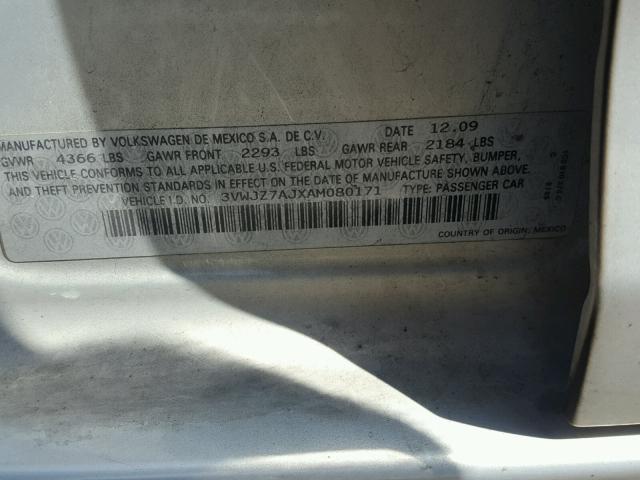 MANUFACTURED BY VOLKSWAGEN DE MEXICO S.A. DE C.V. DATE 12.09
GVWR 4366 LBS GAWR FRONT 2293 LBS GAWR REAR 2184 LBS
THIS VEHICLE CONFORMS TO ALL APPLICABLE U.S. FEDERAL MOTOR VEHICLE SAFETY, BUMPER,
AND THEFT PREVENTION STANDARDS IN EFFECT ON THE DATE OF MANUFACTURE SHOWN ABOVE.
VEHICLE I.D. NO. 3VWJZ7AJXAM080171 TYPE: PASSENGER CAR
COUNTRY OF ORIGIN: MEXICO